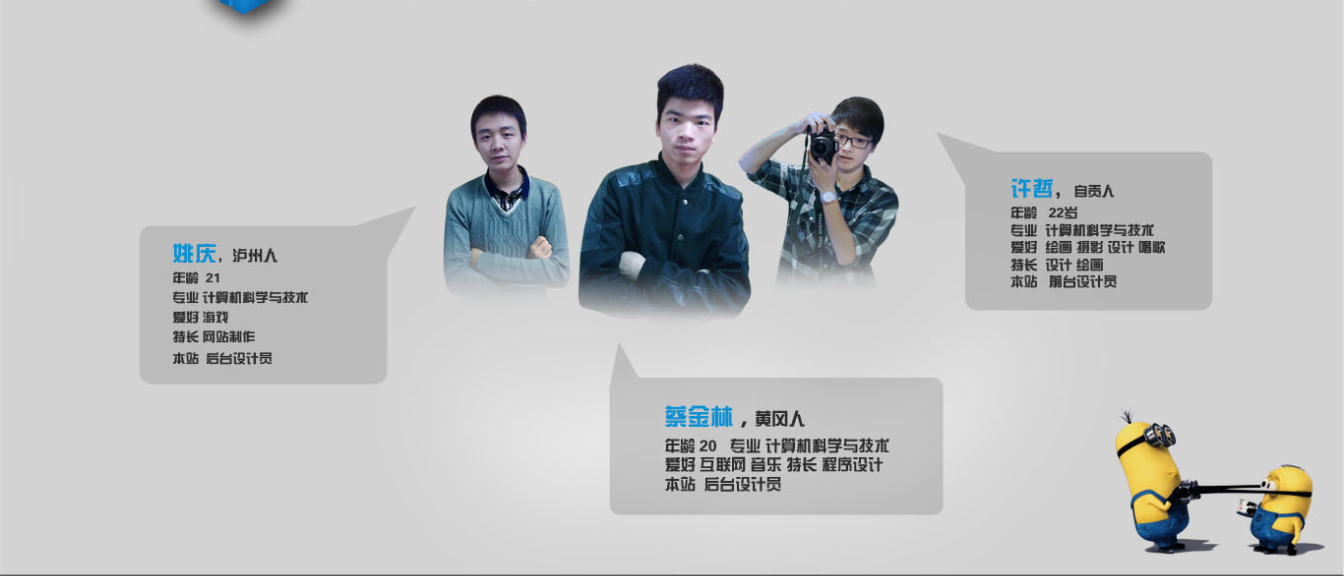 姚庆，泸州人
年龄 21
专业 计算机科学与技术
爱好 游戏
特长 网站制作
本站 后台设计员
蔡金林，黄冈人
年龄 20 专业 计算机科学与技术
爱好 互联网 音乐 特长 程序设计
本站 后台设计员
许哲，自贡人
年龄 22岁
专业 计算机科学与技术
爱好 绘画 摄影 设计 唱歌
特长 设计 绘画
本站 前台设计员